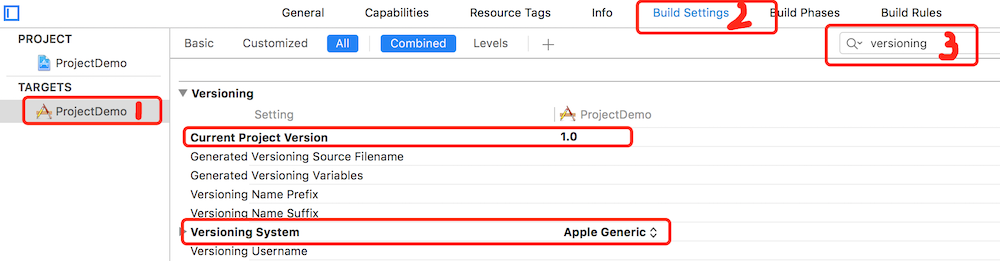 General Capabilities Resource Tags Info Build Settings 2 Build Phases Build Rules
PROJECT
ProjectDemo
TARGETS
ProjectDemo 1
Basic Customized All Combined Levels + versioning 3
Versioning
Setting ProjectDemo
Current Project Version 1.0
Generated Versioning Source Filename
Generated Versioning Variables
Versioning Name Prefix
Versioning Name Suffix
Versioning System Apple Generic
Versioning Username